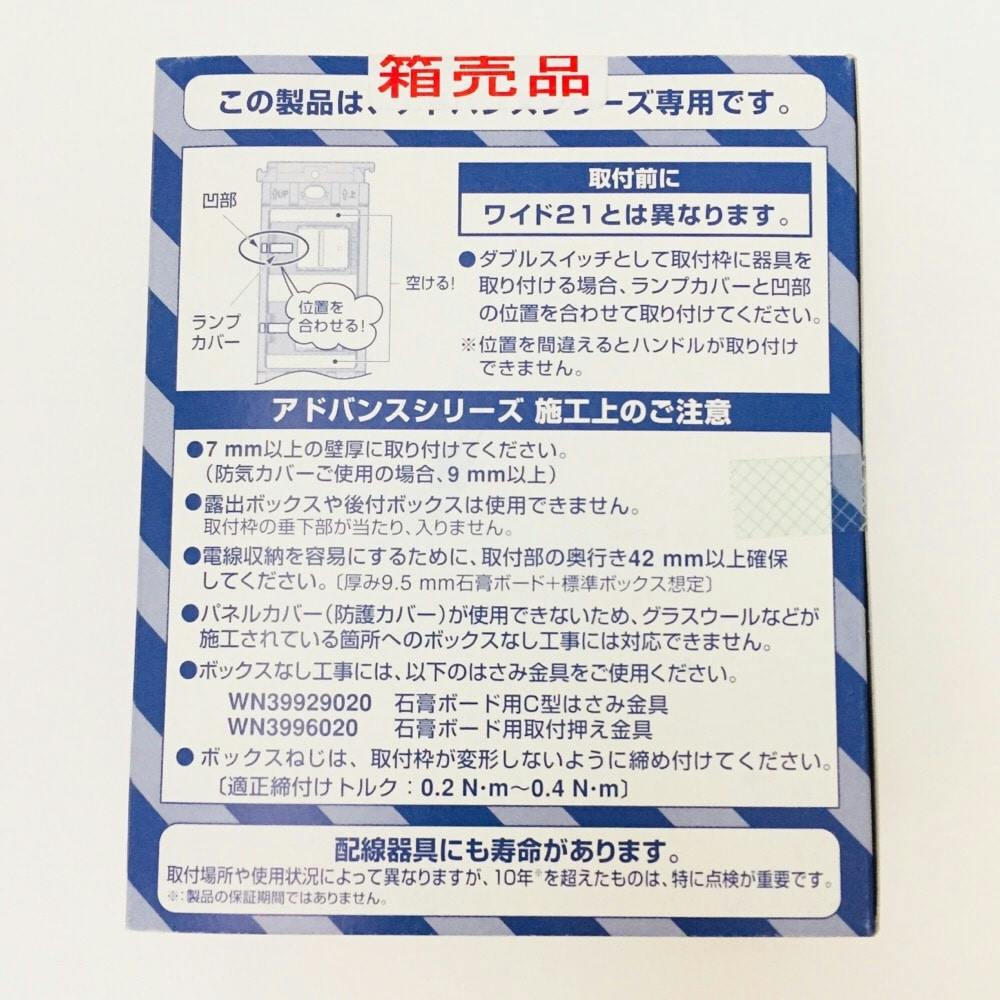 箱売品
この製品は、アドバンスシリーズ専用です。
凹部
UP
上
位置を
合わせる!
空ける!
ランプ
カバー
取付前に
ワイド21とは異なります。
●ダブルスイッチとして取付枠に器具を
取り付ける場合、ランプカバーと凹部
の位置を合わせて取り付けてください。
※位置を間違えるとハンドルが取り付け
できません。
アドバンスシリーズ 施工上のご注意
●7 mm以上の壁厚に取り付けてください。
(防気カバーご使用の場合、9 mm以上)
●露出ボックスや後付ボックスは使用できません。
取付枠の垂下部が当たり、入りません。
●電線収納を容易にするために、取付部の奥行き42 mm以上確保
してください。〔厚み9.5 mm石膏ボード+標準ボックス想定〕
●パネルカバー(防護カバー)が使用できないため、グラスウールなどが
施工されている箇所へのボックスなし工事には対応できません。
●ボックスなし工事には、以下のはさみ金具をご使用ください。
WN39929020 石膏ボード用C型はさみ金具
WN3996020 石膏ボード用取付押え金具
●ボックスねじは、取付枠が変形しないように締め付けてください。
〔適正締付けトルク:0.2 N・m～0.4 N・m〕
配線器具にも寿命があります。
取付場所や使用状況によって異なりますが、10年※を超えたものは、特に点検が重要です。
※:製品の保証期間ではありません。